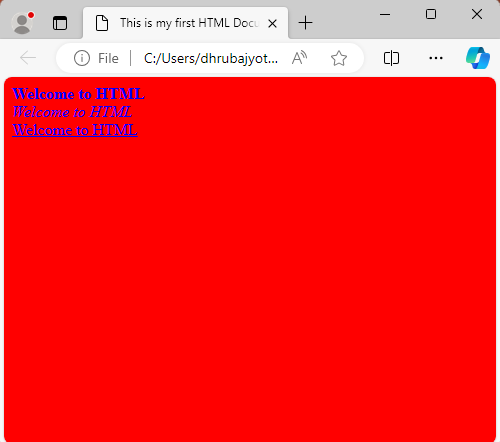 This is my first HTML Docu
File C:/Users/dhrubajyot... A
Welcome to HTML
Welcome to HTML
Welcome to HTML